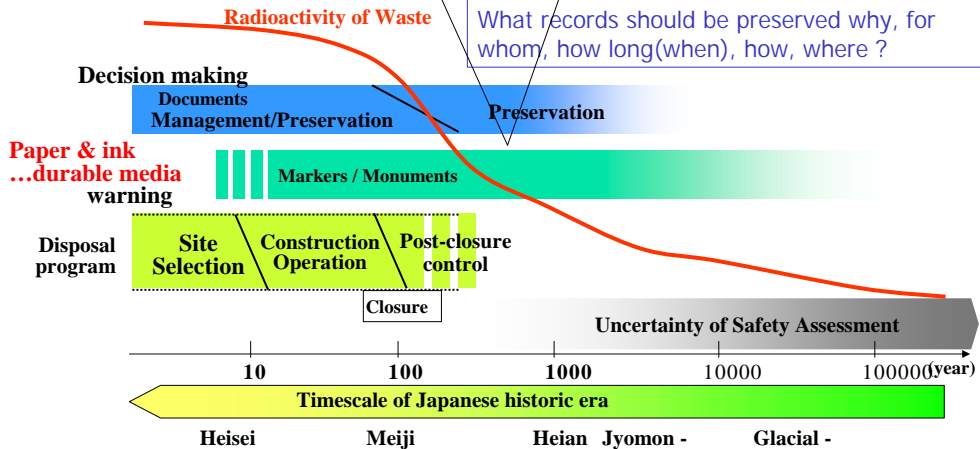 Radioactivity of Waste
What records should be preserved why, for
whom, how long(when), how, where ?
Decision making
Documents
Management/Preservation
Preservation
Paper & ink
...durable media
warning
Markers / Monuments
Disposal
program
Site
Selection
Construction
Operation
Post-closure
control
Closure
Uncertainty of Safety Assessment
10 100 1000 10000 100000 (year)
Timescale of Japanese historic era
Heisei Meiji Heian Jyomon - Glacial -